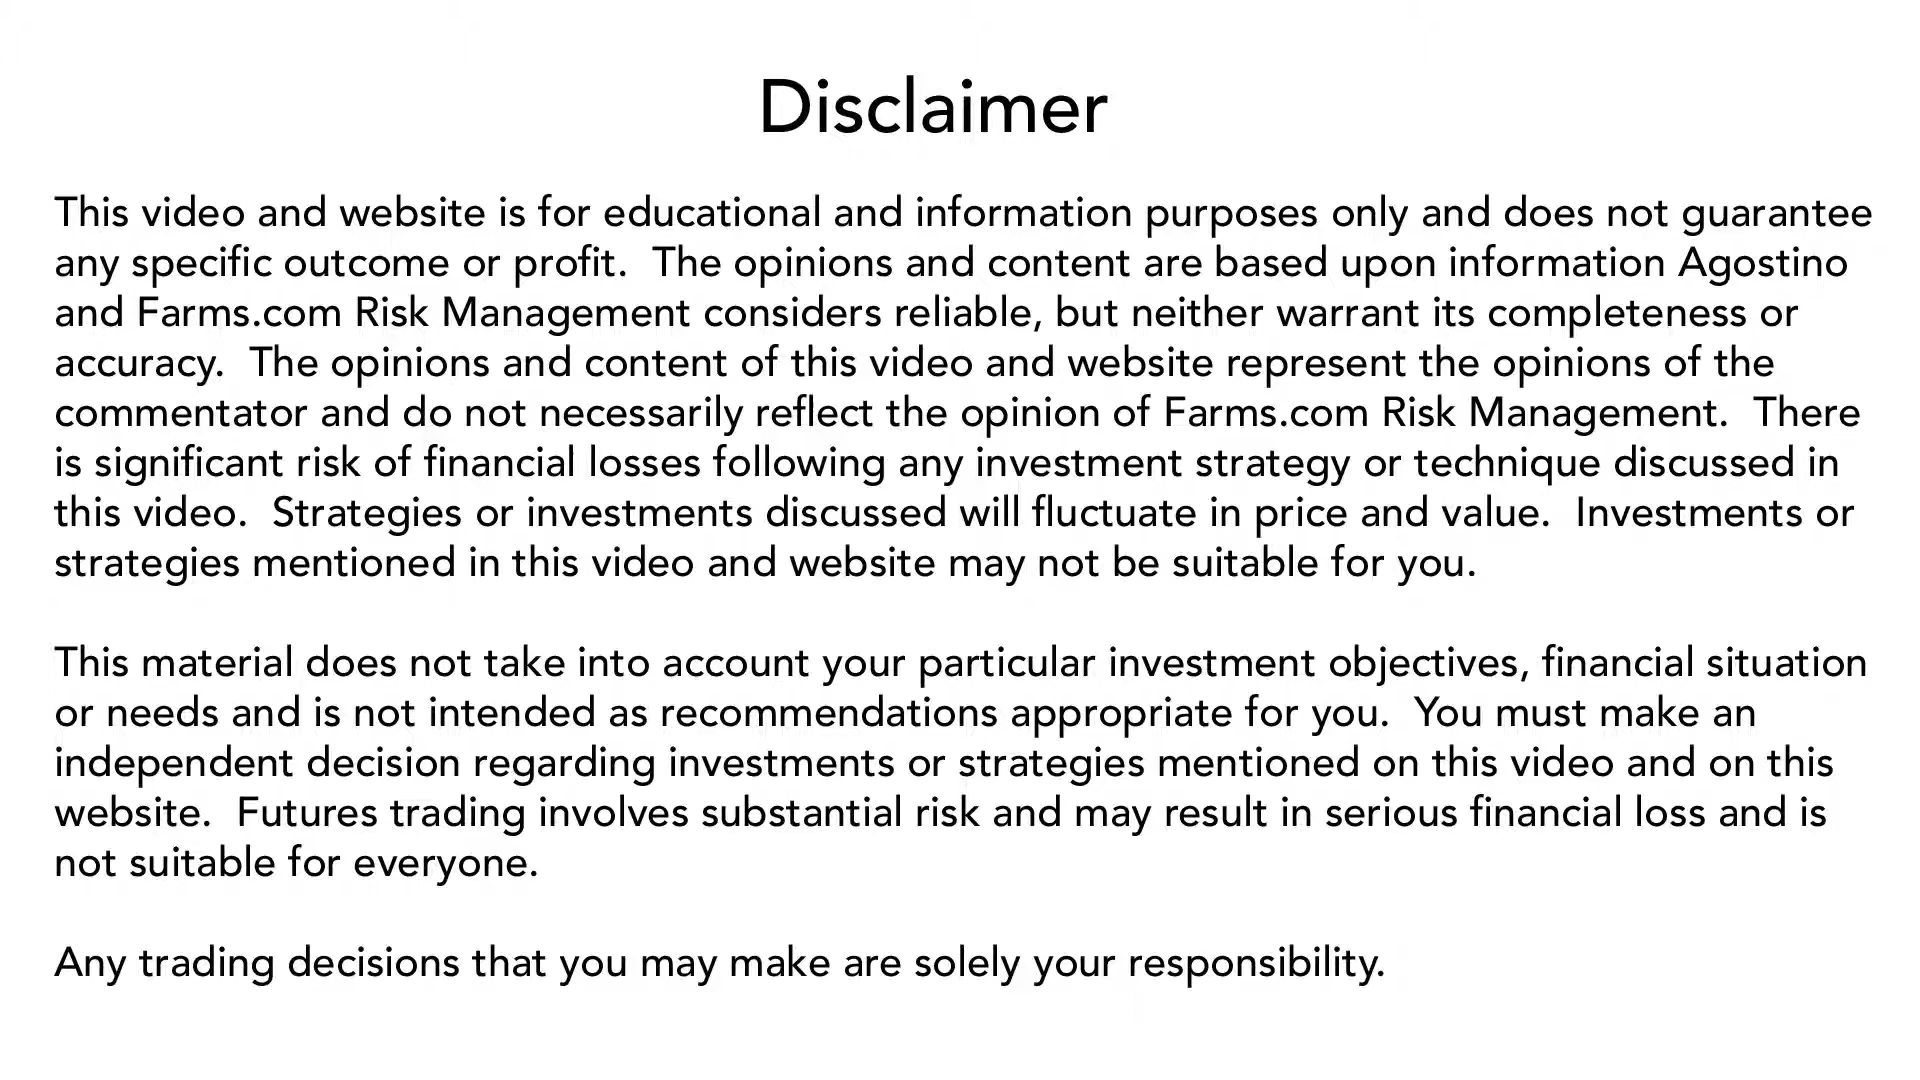 Disclaimer
This video and website is for educational and information purposes only and does not guarantee
any specific outcome or profit.  The opinions and content are based upon information Agostino
and Farms.com Risk Management considers reliable, but neither warrant its completeness or
accuracy.  The opinions and content of this video and website represent the opinions of the
commentator and do not necessarily reflect the opinion of Farms.com Risk Management.  There
is significant risk of financial losses following any investment strategy or technique discussed in
this video.  Strategies or investments discussed will fluctuate in price and value.  Investments or
strategies mentioned in this video and website may not be suitable for you.
This material does not take into account your particular investment objectives, financial situation
or needs and is not intended as recommendations appropriate for you.  You must make an
independent decision regarding investments or strategies mentioned on this video and on this
website.  Futures trading involves substantial risk and may result in serious financial loss and is
not suitable for everyone.
Any trading decisions that you may make are solely your responsibility.